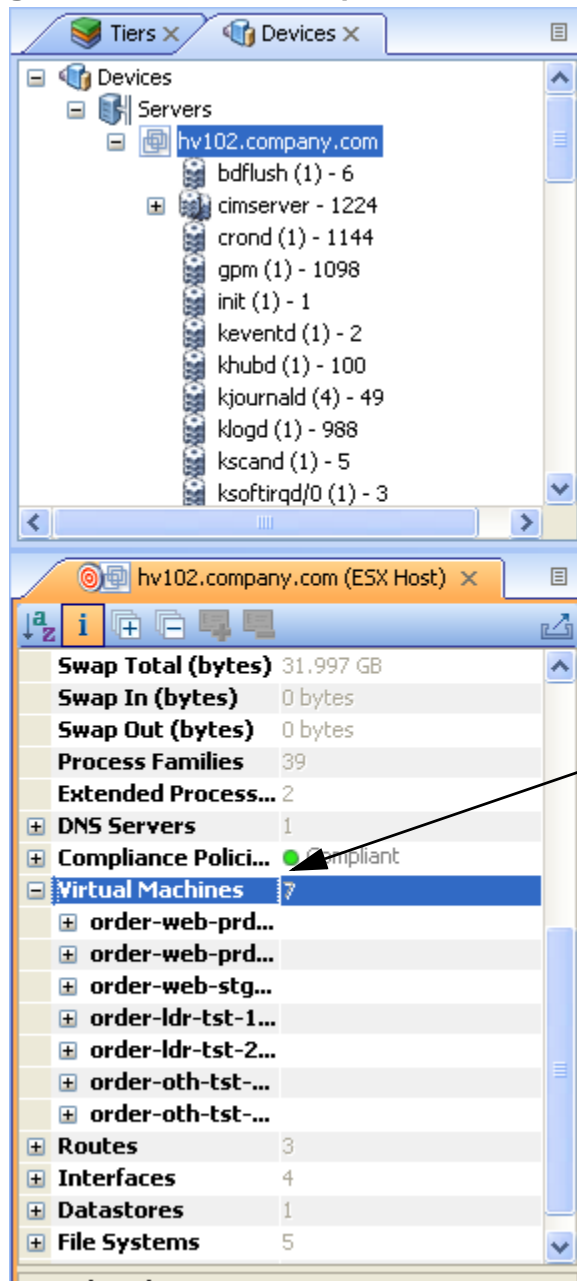 Tiers
Devices
Devices
Servers
hv102.company.com
bdflush (1) - 6
cimserver - 1224
crond (1) - 1144
gpm (1) - 1098
init (1) - 1
keventd (1) - 2
khubd (1) - 100
kjournald (4) - 49
klogd (1) - 988
kscand (1) - 5
ksoftirqd/0 (1) - 3
hv102.company.com (ESX Host)
a z i
Swap Total (bytes) 31.997 GB
Swap In (bytes) 0 bytes
Swap Out (bytes) 0 bytes
Process Families 39
Extended Process... 2
DNS Servers 1
Compliance Polici... Compliant
Virtual Machines 7
order-web-prd...
order-web-prd...
order-web-stg...
order-ldr-tst-1...
order-ldr-tst-2...
order-oth-tst-...
order-oth-tst-...
Routes 3
Interfaces 4
Datastores 1
File Systems 5